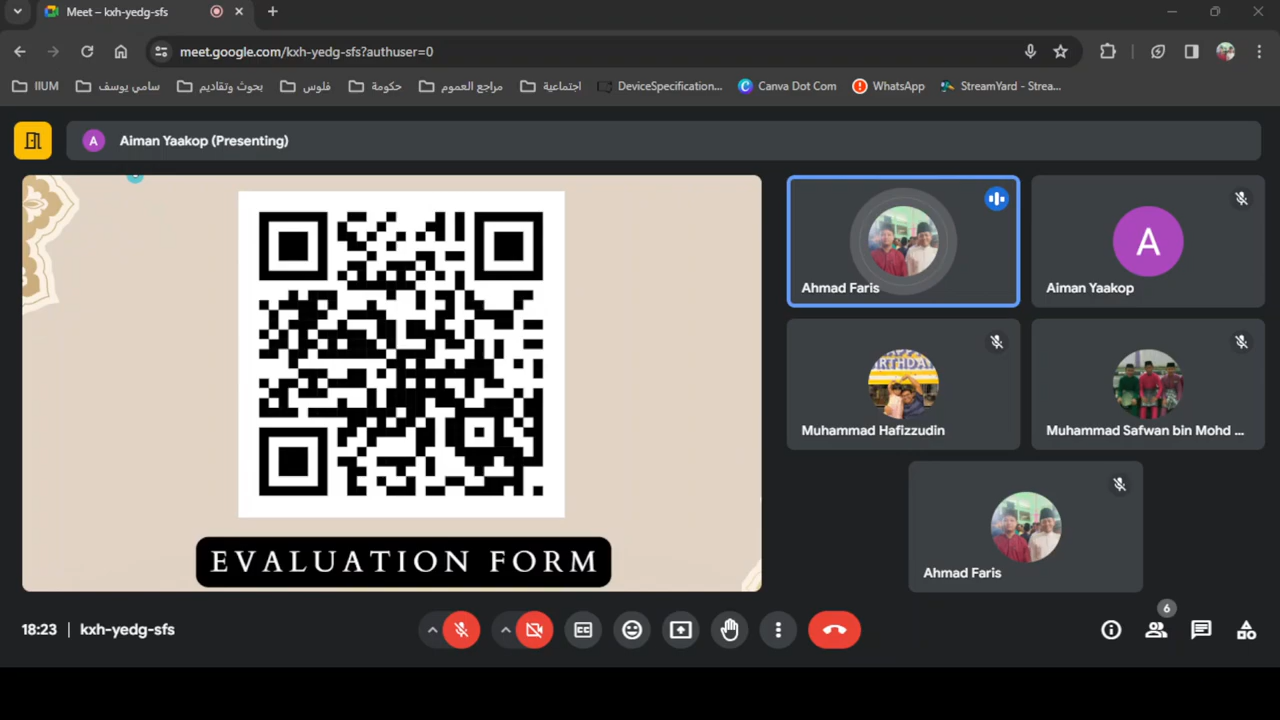 Meet – kxh-yedg-sfs
meet.google.com/kxh-yedg-sfs?authuser=0
IIUM
سامي يوسف
بحوث وتقاديم
فلوس
حكومة
مراجع العموم
اجتماعية
DeviceSpecification...
Canva Dot Com
WhatsApp
StreamYard - Strea...
A
Aiman Yaakop (Presenting)
EVALUATION FORM
Ahmad Faris
A
Aiman Yaakop
BIRTHDAY
Muhammad Hafizzudin
Muhammad Safwan bin Mohd ...
Ahmad Faris
18:23 | kxh-yedg-sfs
CC
6